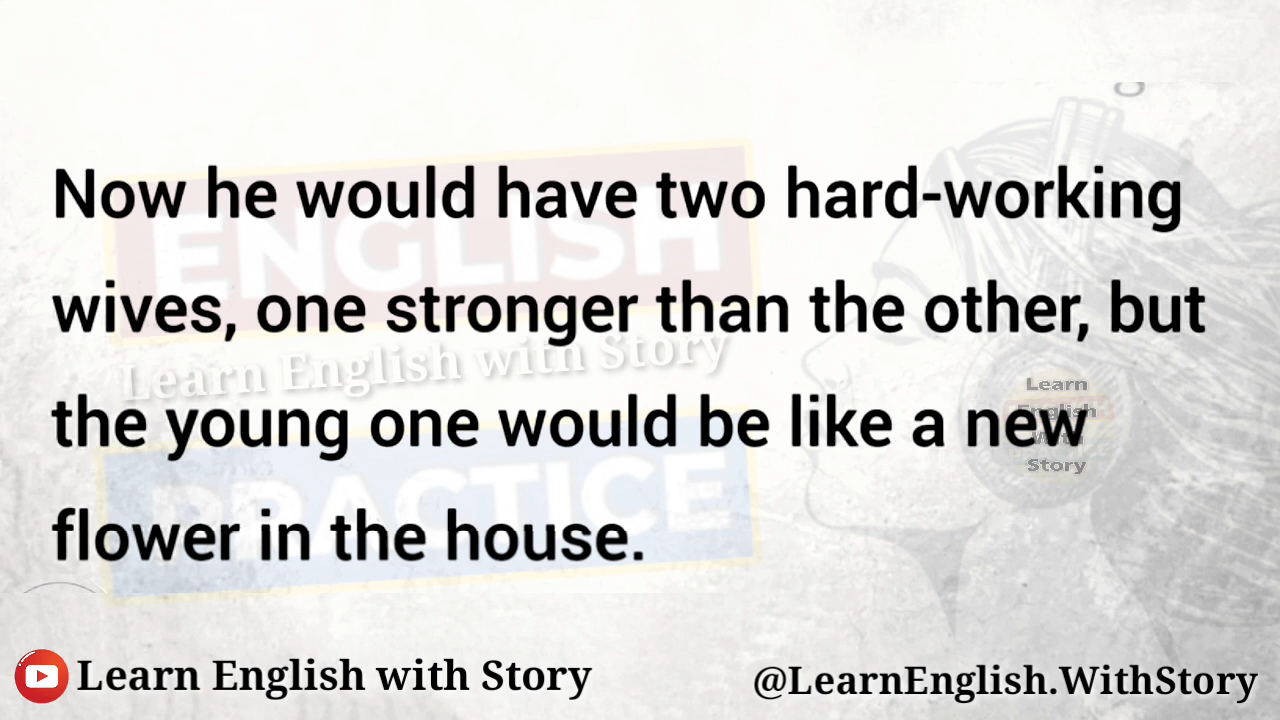 Now he would have two hard-working
wives, one stronger than the other, but
the young one would be like a new
flower in the house.
ENGLISH
Learn English with Story
PRACTICE
Learn
English
With
Story
Learn English with Story
@LearnEnglish.WithStory